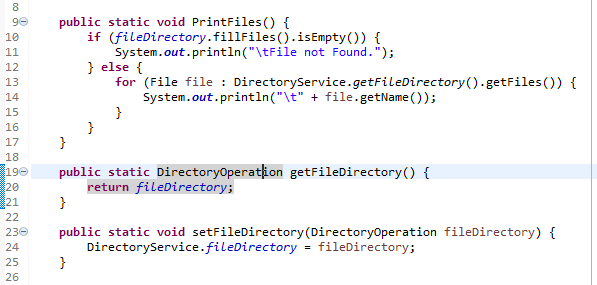 8
9 public static void PrintFiles() {
10 if (fileDirectory.fillFiles().isEmpty()) {
11 System.out.println("\tFile not Found.");
12 } else {
13 for (File file : DirectoryService.getFileDirectory().getFiles()) {
14 System.out.println("\t" + file.getName());
15 }
16 }
17 }
18
19 public static DirectoryOperation getFileDirectory() {
20 return fileDirectory;
21 }
22
23 public static void setFileDirectory(DirectoryOperation fileDirectory) {
24 DirectoryService.fileDirectory = fileDirectory;
25 }
26